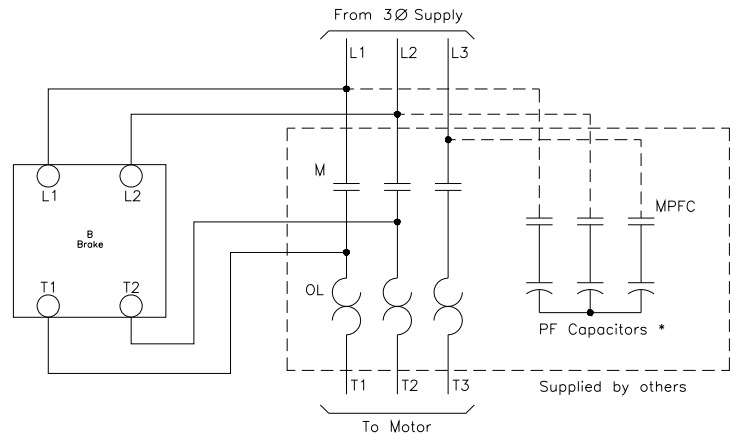 From 3Ø Supply
L1 L2 L3
M
L1 L2
MPFC
B
Brake
T1 T2
OL
PF Capacitors *
T1 T2 T3
Supplied by others
To Motor